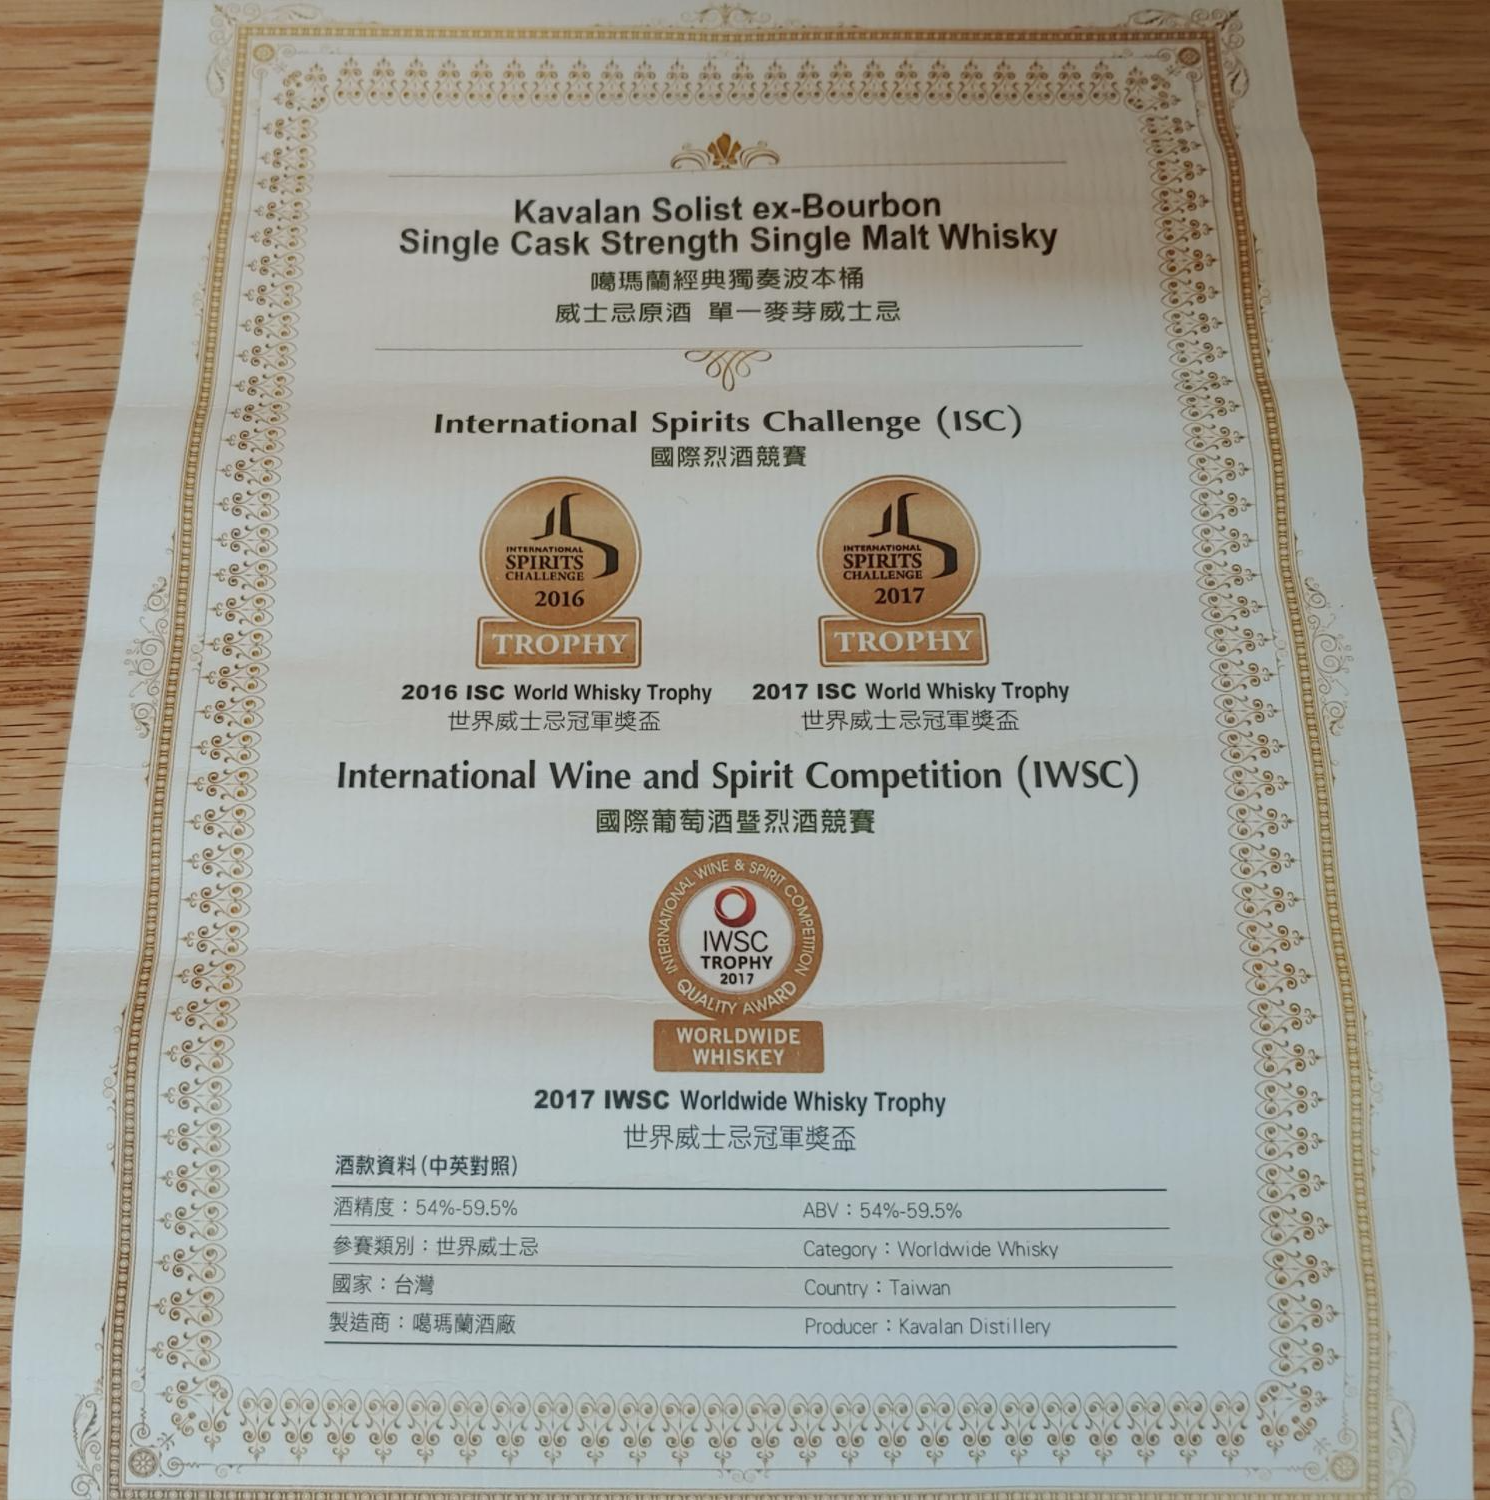 Kavalan Solist ex-Bourbon
Single Cask Strength Single Malt Whisky
噶瑪蘭經典獨奏波本桶
威士忌原酒 單一麥芽威士忌
International Spirits Challenge (ISC)
國際烈酒競賽
INTERNATIONAL
SPIRITS
CHALLENGE
2016
TROPHY
INTERNATIONAL
SPIRITS
CHALLENGE
2017
TROPHY
2016 ISC World Whisky Trophy
世界威士忌冠軍獎盃
2017 ISC World Whisky Trophy
世界威士忌冠軍獎盃
International Wine and Spirit Competition (IWSC)
國際葡萄酒暨烈酒競賽
INTERNATIONAL WINE & SPIRIT COMPETITION
IWSC
TROPHY
2017
QUALITY AWARD
WORLDWIDE
WHISKEY
2017 IWSC Worldwide Whisky Trophy
世界威士忌冠軍獎盃
酒款資料(中英對照)
酒精度：54%-59.5% ABV：54%-59.5%
參賽類別：世界威士忌 Category：Worldwide Whisky
國家：台灣 Country：Taiwan
製造商：噶瑪蘭酒廠 Producer：Kavalan Distillery